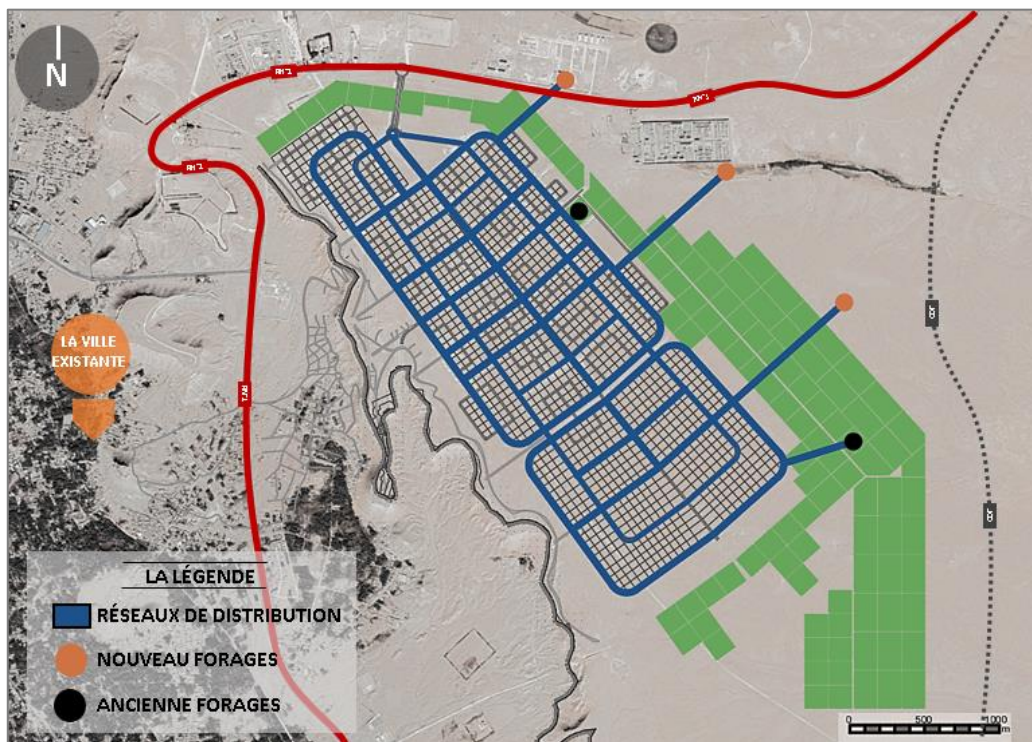 N
LA VILLE
EXISTANTE
LA LÉGENDE
RÉSEAUX DE DISTRIBUTION
NOUVEAU FORAGES
ANCIENNE FORAGES
0 500 1000
m